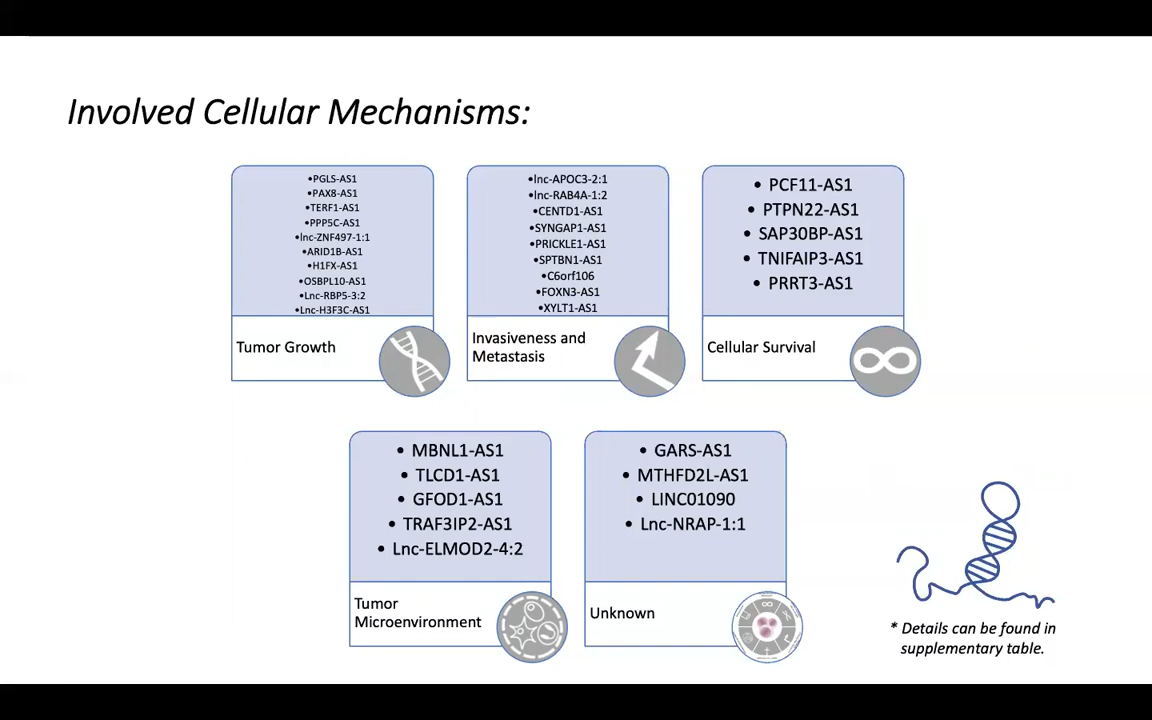 Involved Cellular Mechanisms:
•PGLS-AS1
•PAX8-AS1
•TERF1-AS1
•PPP5C-AS1
•lnc-ZNF497-1:1
•ARID1B-AS1
•H1FX-AS1
•OSBPL10-AS1
•Lnc-RBP5-3:2
•Lnc-H3F3C-AS1
Tumor Growth
•lnc-APOC3-2:1
•lnc-RAB4A-1:2
•CENTD1-AS1
•SYNGAP1-AS1
•PRICKLE1-AS1
•SPTBN1-AS1
•C6orf106
•FOXN3-AS1
•XYLT1-AS1
Invasiveness and
Metastasis
• PCF11-AS1
• PTPN22-AS1
• SAP30BP-AS1
• TNIFAIP3-AS1
• PRRT3-AS1
Cellular Survival
• MBNL1-AS1
• TLCD1-AS1
• GFOD1-AS1
• TRAF3IP2-AS1
• Lnc-ELMOD2-4:2
Tumor
Microenvironment
• GARS-AS1
• MTHFD2L-AS1
• LINC01090
• Lnc-NRAP-1:1
Unknown
* Details can be found in
supplementary table.